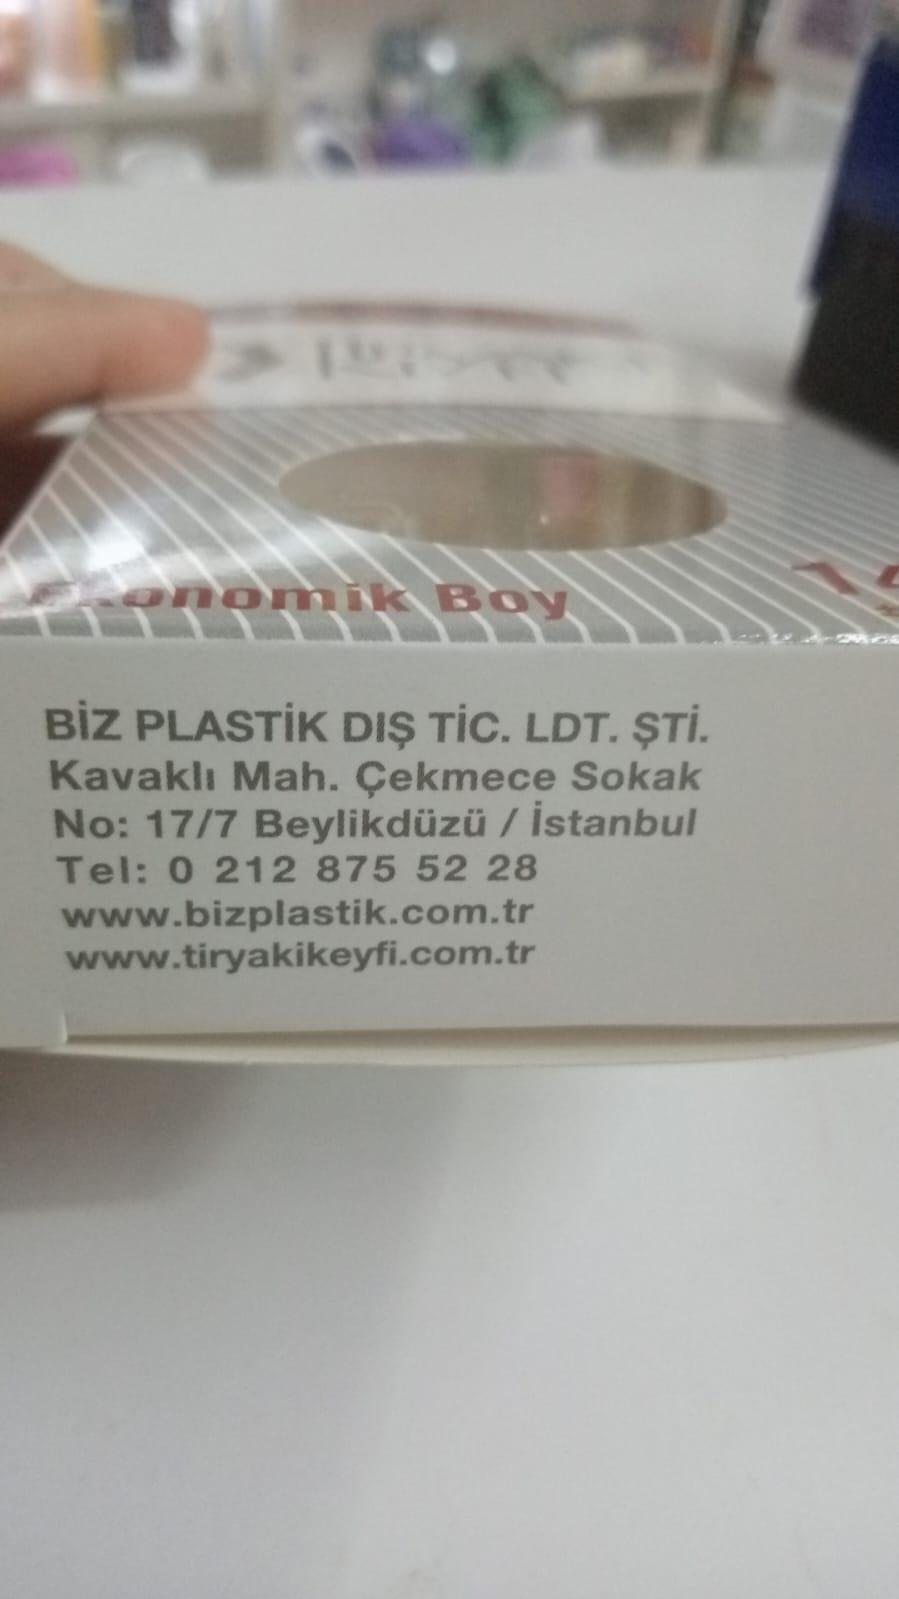 Ekonomik Boy
BİZ PLASTİK DIŞ TİC. LDT. ŞTİ.
Kavaklı Mah. Çekmece Sokak
No: 17/7 Beylikdüzü / İstanbul
Tel: 0 212 875 52 28
www.bizplastik.com.tr
www.tiryakikeyfi.com.tr